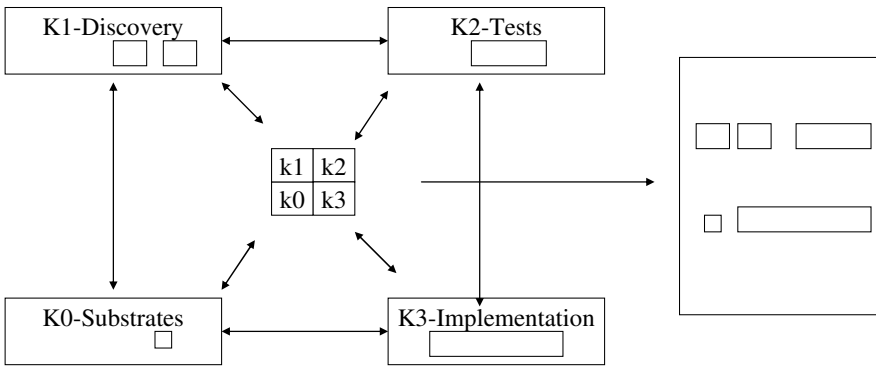 K1-Discovery
K2-Tests
k1 k2
k0 k3
K0-Substrates
K3-Implementation